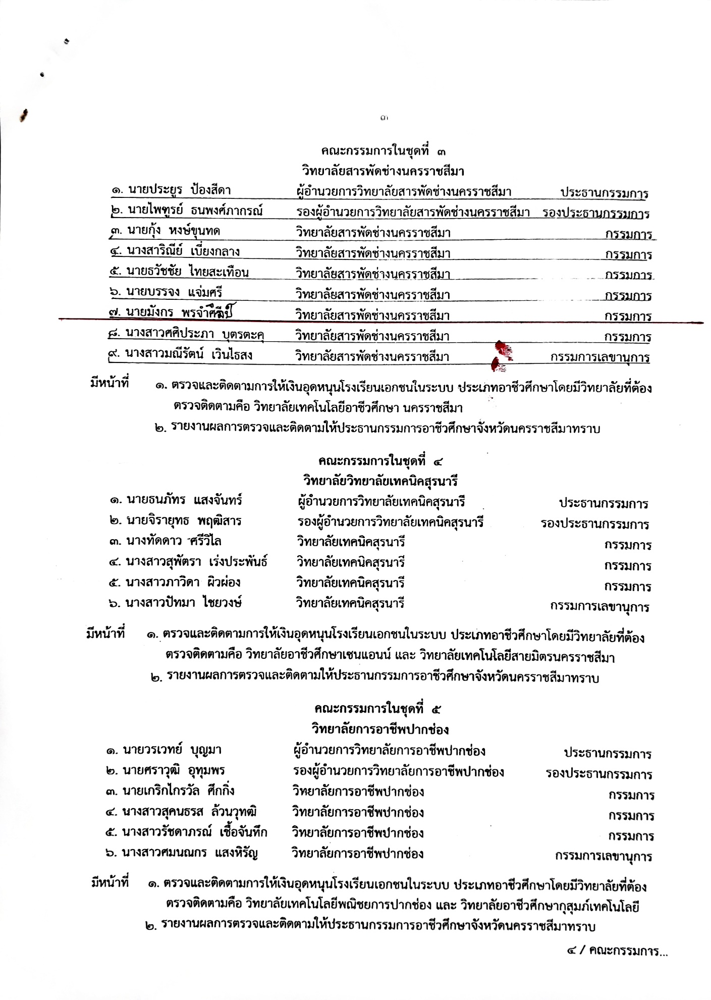 ๓
คณะกรรมการในชุดที่ ๓
วิทยาลัยสารพัดช่างนครราชสีมา
๑. นายประยูร ป้องสีดา ผู้อำนวยการวิทยาลัยสารพัดช่างนครราชสีมา ประธานกรรมการ
๒. นายไพทูรย์ ธนพงศ์ภากรณ์ รองผู้อำนวยการวิทยาลัยสารพัดช่างนครราชสีมา รองประธานกรรมการ
๓. นายกุ้ง หงษ์ขุนทด วิทยาลัยสารพัดช่างนครราชสีมา กรรมการ
๔. นางสาริณีย์ เบี่ยงกลาง วิทยาลัยสารพัดช่างนครราชสีมา กรรมการ
๕. นายธวัชชัย ไทยสะเทือน วิทยาลัยสารพัดช่างนครราชสีมา กรรมการ
๖. นายบรรจง แจ่มศรี วิทยาลัยสารพัดช่างนครราชสีมา กรรมการ
๗. นายมังกร วิทยาลัยสารพัดช่างนครราชสีมา กรรมการ
๘. นางสาวศศิประภา บุตรตะคุ วิทยาลัยสารพัดช่างนครราชสีมา กรรมการ
๙. นางสาวมณีรัตน์ เวินไธสง วิทยาลัยสารพัดช่างนครราชสีมา กรรมการเลขานุการ
มีหน้าที่ ๑. ตรวจและติดตามการให้เงินอุดหนุนโรงเรียนเอกชนในระบบ ประเภทอาชีวศึกษาโดยมีวิทยาลัยที่ต้อง
ตรวจติดตามคือ วิทยาลัยเทคโนโลยีอาชีวศึกษา นครราชสีมา
๒. รายงานผลการตรวจและติดตามให้ประธานกรรมการอาชีวศึกษาจังหวัดนครราชสีมาทราบ
คณะกรรมการในชุดที่ ๔
วิทยาลัยวิทยาลัยเทคนิคสุรนารี
๑. นายธนภัทร แสงจันทร์ ผู้อำนวยการวิทยาลัยเทคนิคสุรนารี ประธานกรรมการ
๒. นายจิรายุทธ พฤฒิสาร รองผู้อำนวยการวิทยาลัยเทคนิคสุรนารี รองประธานกรรมการ
๓. นางทัดดาว ศรีวิไล วิทยาลัยเทคนิคสุรนารี กรรมการ
๔. นางสาวสุพัตรา เร่งประพันธ์ วิทยาลัยเทคนิคสุรนารี กรรมการ
๕. นางสาวภาวิดา ผิวผ่อง วิทยาลัยเทคนิคสุรนารี กรรมการ
๖. นางสาวปัทมา ไชยวงษ์ วิทยาลัยเทคนิคสุรนารี กรรมการเลขานุการ
มีหน้าที่ ๑. ตรวจและติดตามการให้เงินอุดหนุนโรงเรียนเอกชนในระบบ ประเภทอาชีวศึกษาโดยมีวิทยาลัยที่ต้อง
ตรวจติดตามคือ วิทยาลัยอาชีวศึกษาเซนแอนน์ และ วิทยาลัยเทคโนโลยีสายมิตรนครราชสีมา
๒. รายงานผลการตรวจและติดตามให้ประธานกรรมการอาชีวศึกษาจังหวัดนครราชสีมาทราบ
คณะกรรมการในชุดที่ ๕
วิทยาลัยการอาชีพปากช่อง
๑. นายวรเวทย์ บุญมา ผู้อำนวยการวิทยาลัยการอาชีพปากช่อง ประธานกรรมการ
๒. นายศราวุฒิ อุทุมพร รองผู้อำนวยการวิทยาลัยการอาชีพปากช่อง รองประธานกรรมการ
๓. นายเกริกไกรวัล ศึกกิ่ง วิทยาลัยการอาชีพปากช่อง กรรมการ
๔. นางสาวสุคนธรส ล้วนวุฑฒิ วิทยาลัยการอาชีพปากช่อง กรรมการ
๕. นางสาวรัชดาภรณ์ เชื้อจันทึก วิทยาลัยการอาชีพปากช่อง กรรมการ
๖. นางสาวศมนณกร แสงหิรัญ วิทยาลัยการอาชีพปากช่อง กรรมการเลขานุการ
มีหน้าที่ ๑. ตรวจและติดตามการให้เงินอุดหนุนโรงเรียนเอกชนในระบบ ประเภทอาชีวศึกษาโดยมีวิทยาลัยที่ต้อง
ตรวจติดตามคือ วิทยาลัยเทคโนโลยีพณิชยการปากช่อง และ วิทยาลัยอาชีวศึกษากุสุมภ์เทคโนโลยี
๒. รายงานผลการตรวจและติดตามให้ประธานกรรมการอาชีวศึกษาจังหวัดนครราชสีมาทราบ
๔ / คณะกรรมการ...